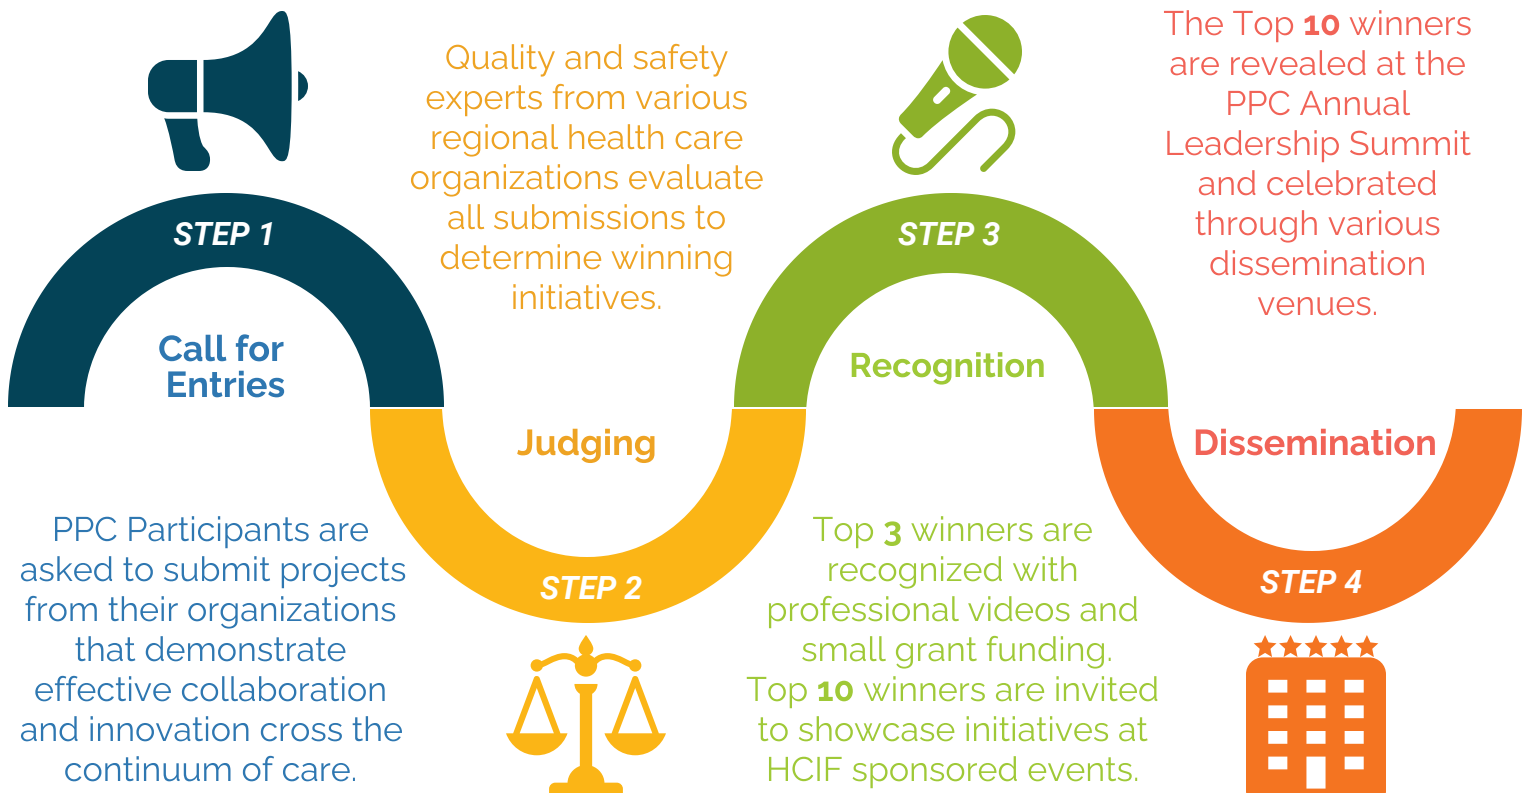 STEP 1
Call for
Entries
PPC Participants are
asked to submit projects
from their organizations
that demonstrate
effective collaboration
and innovation cross the
continuum of care.
Quality and safety
experts from various
regional health care
organizations evaluate
all submissions to
determine winning
initiatives.
Judging
STEP 2
STEP 3
Recognition
Top 3 winners are
recognized with
professional videos and
small grant funding.
Top 10 winners are invited
to showcase initiatives at
HCIF sponsored events.
The Top 10 winners
are revealed at the
PPC Annual
Leadership Summit
and celebrated
through various
dissemination
venues.
Dissemination
STEP 4